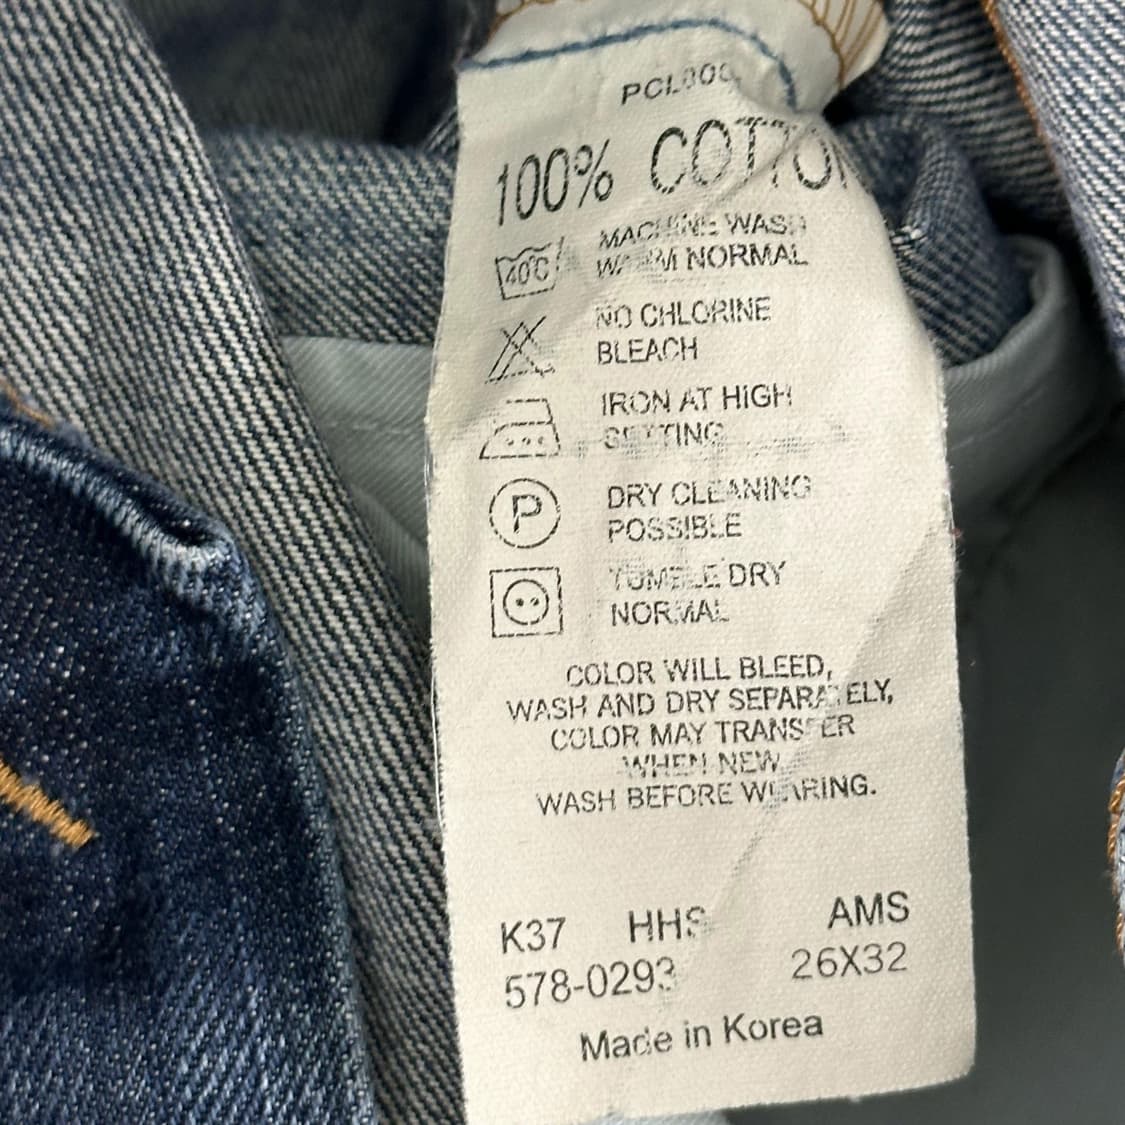 100% COTTON
40°C
MACHINE WASH
WARM NORMAL
NO CHLORINE
BLEACH
IRON AT HIGH
SETTING
P
DRY CLEANING
POSSIBLE
TUMBLE DRY
NORMAL
COLOR WILL BLEED,
WASH AND DRY SEPARATELY,
COLOR MAY TRANSFER
WHEN NEW
WASH BEFORE WEARING.
K37 HHS AMS
578-0293 26X32
Made in Korea